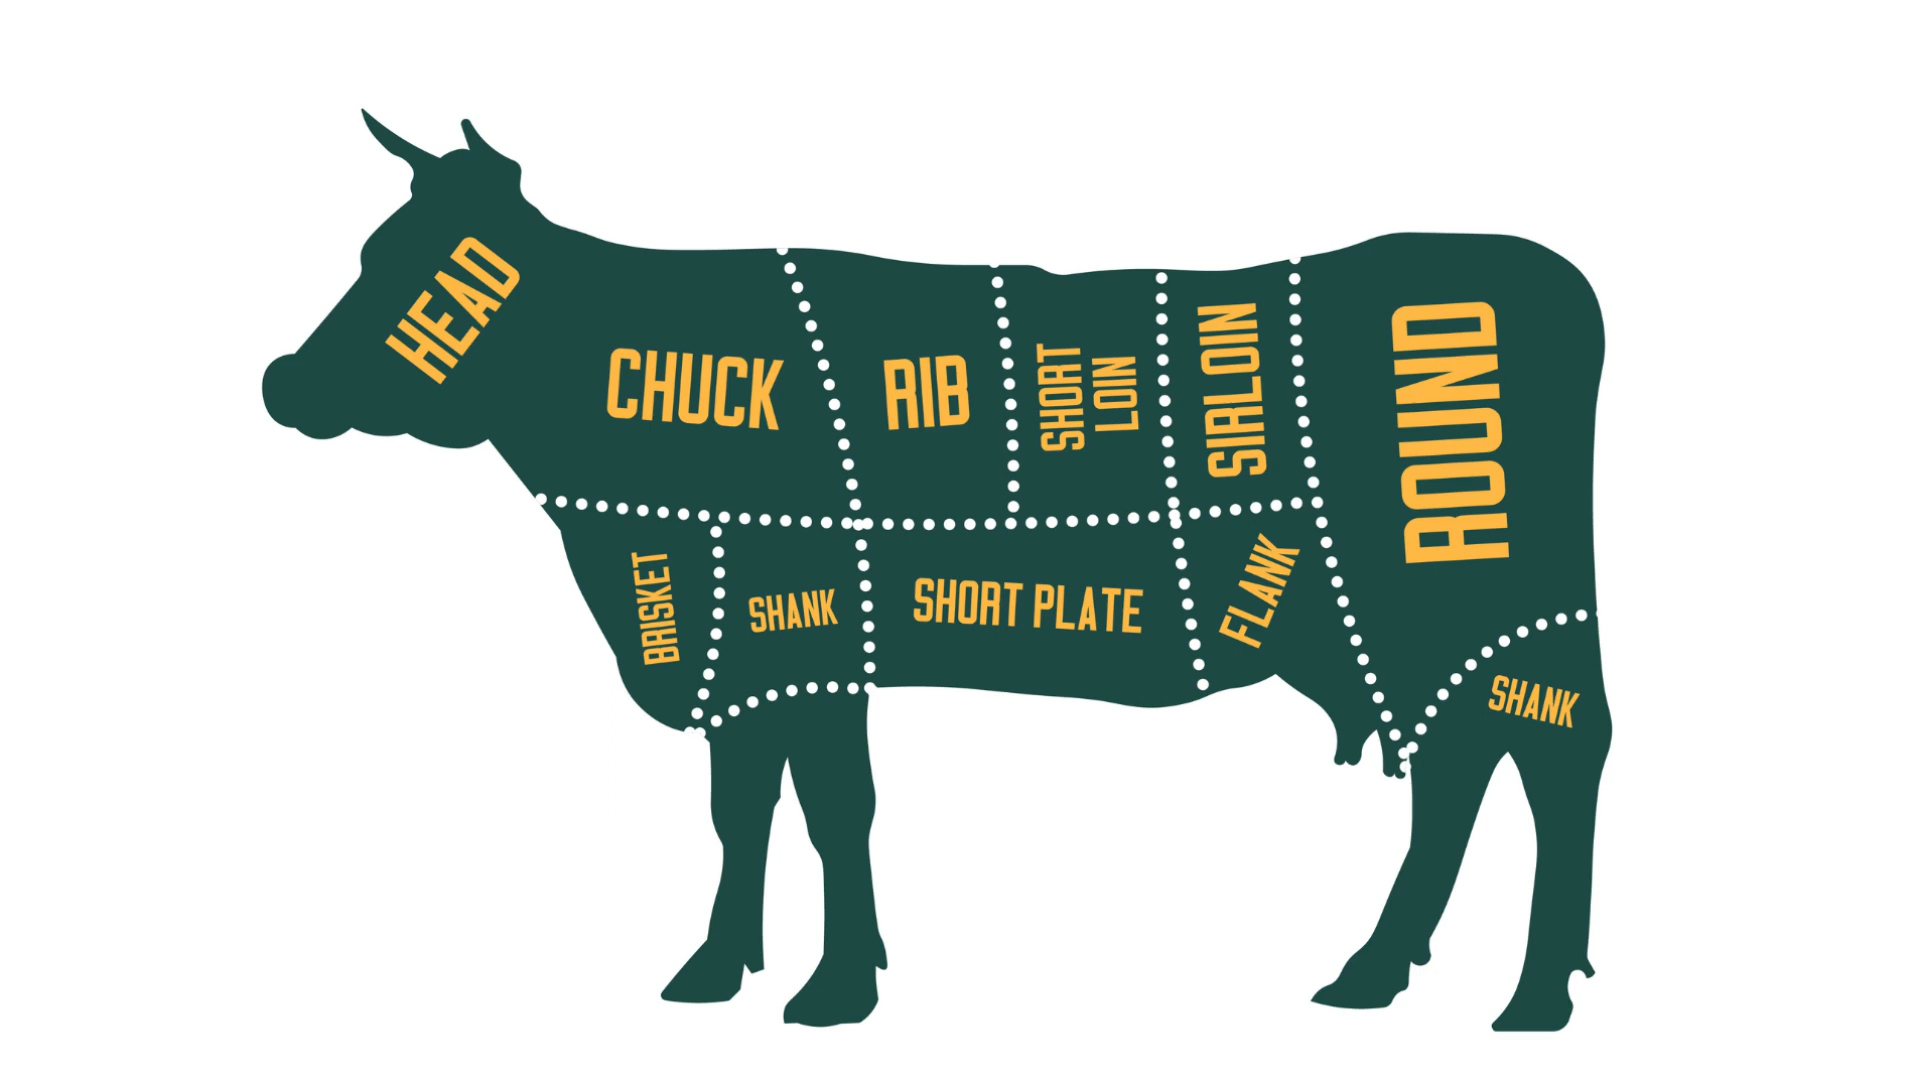 HEAD
CHUCK
RIB
SHORT
LOIN
SIRLOIN
ROUND
BRISKET
SHANK
SHORT PLATE
FLANK
SHANK